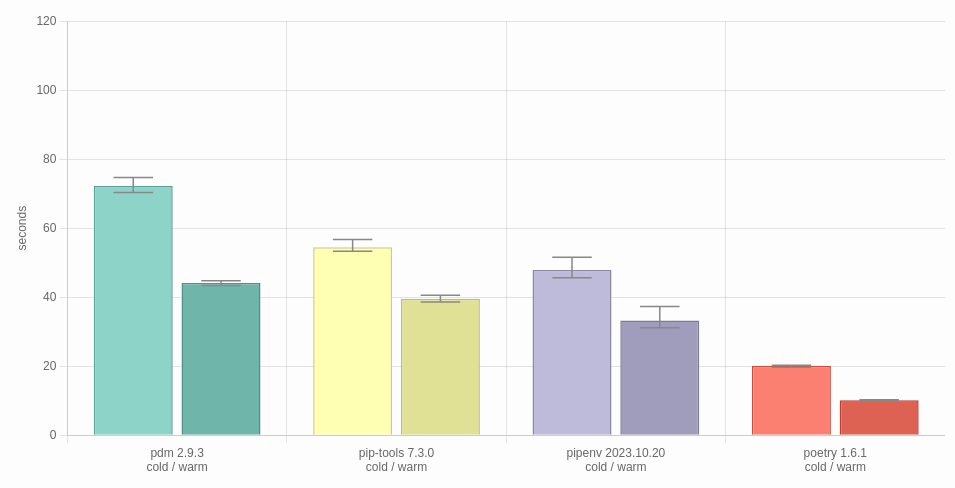 120
100
80
60
40
20
0
seconds
pdm 2.9.3
cold / warm
pip-tools 7.3.0
cold / warm
pipenv 2023.10.20
cold / warm
poetry 1.6.1
cold / warm